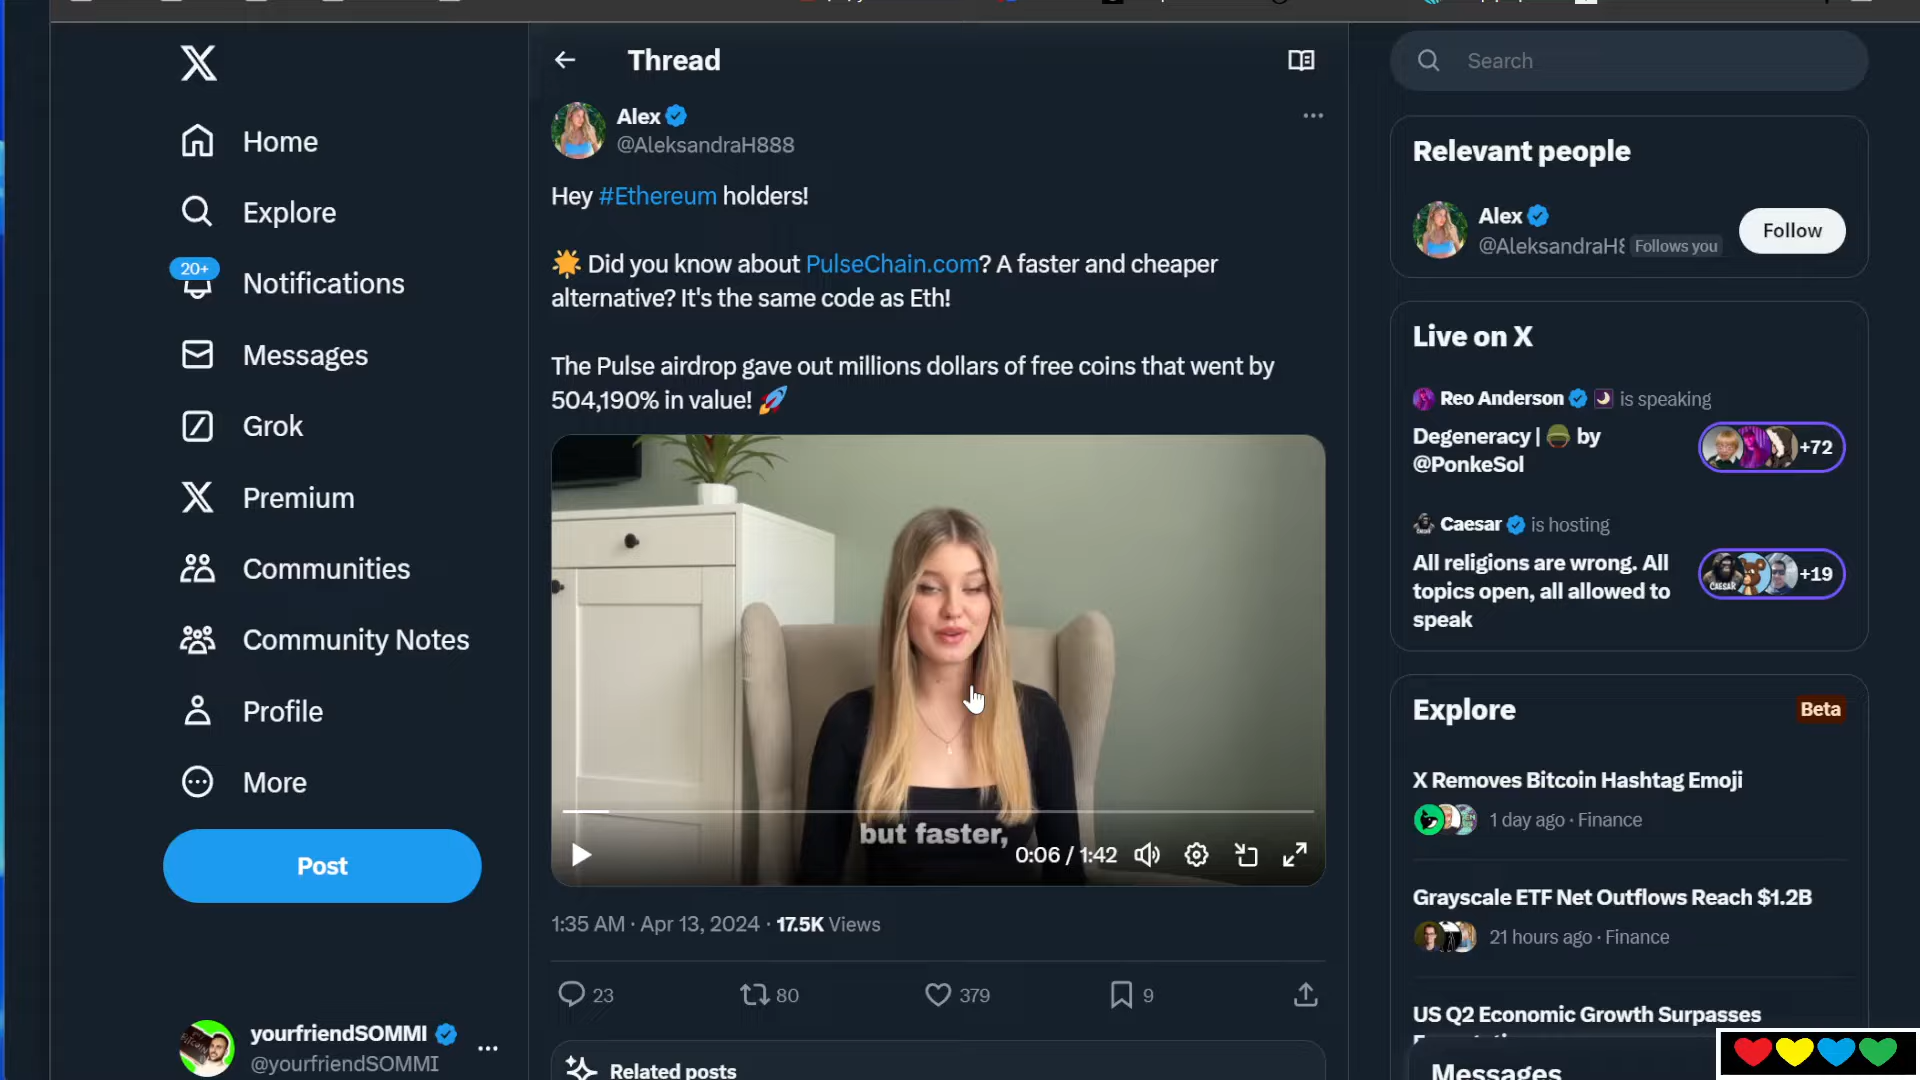 Home
Explore
20+
Notifications
Messages
Grok
Premium
Communities
Community Notes
Profile
More
Post
yourfriendSOMMI
@yourfriendSOMMI
Thread
Alex
@AleksandraH888
Hey #Ethereum holders!
Did you know about PulseChain.com? A faster and cheaper
alternative? It's the same code as Eth!
The Pulse airdrop gave out millions dollars of free coins that went by
504,190% in value!
but faster,
0:06 / 1:42
1:35 AM · Apr 13, 2024 · 17.5K Views
23 80 379 9
Related posts
Search
Relevant people
Alex
@AleksandraH8 Follows you
Follow
Live on X
Reo Anderson is speaking
Degeneracy | by
@PonkeSol
+72
Caesar is hosting
All religions are wrong. All
topics open, all allowed to
speak
CAESAR
+19
Explore
Beta
X Removes Bitcoin Hashtag Emoji
1 day ago · Finance
Grayscale ETF Net Outflows Reach $1.2B
21 hours ago · Finance
US Q2 Economic Growth Surpasses
Messages